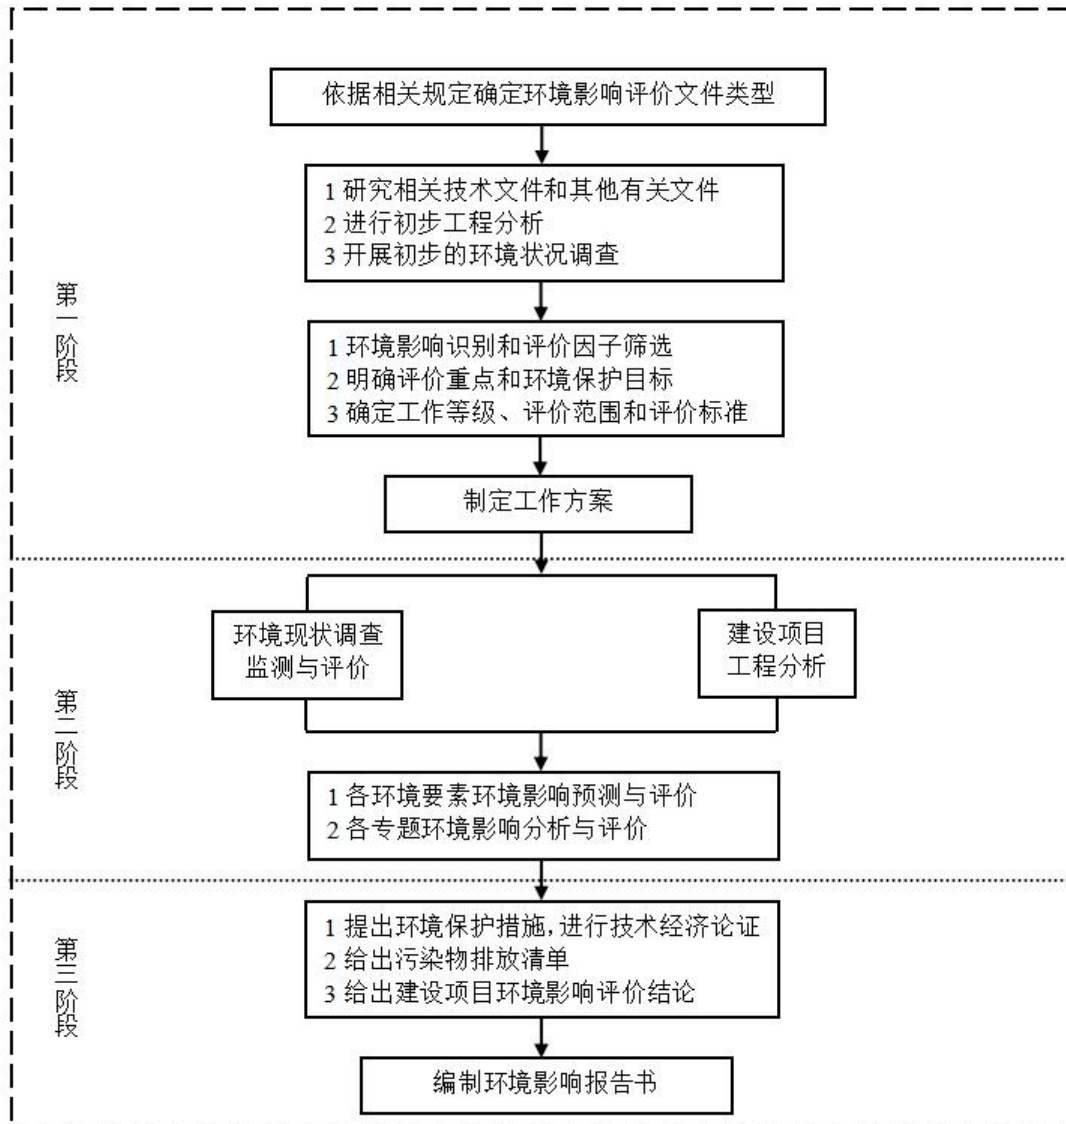 依据相关规定确定环境影响评价文件类型
1 研究相关技术文件和其他有关文件
2 进行初步工程分析
3 开展初步的环境状况调查
第一阶段
1 环境影响识别和评价因子筛选
2 明确评价重点和环境保护目标
3 确定工作等级、评价范围和评价标准
制定工作方案
环境现状调查
监测与评价
建设项目
工程分析
第二阶段
1 各环境要素环境影响预测与评价
2 各专题环境影响分析与评价
第三阶段
1 提出环境保护措施,进行技术经济论证
2 给出污染物排放清单
3 给出建设项目环境影响评价结论
编制环境影响报告书